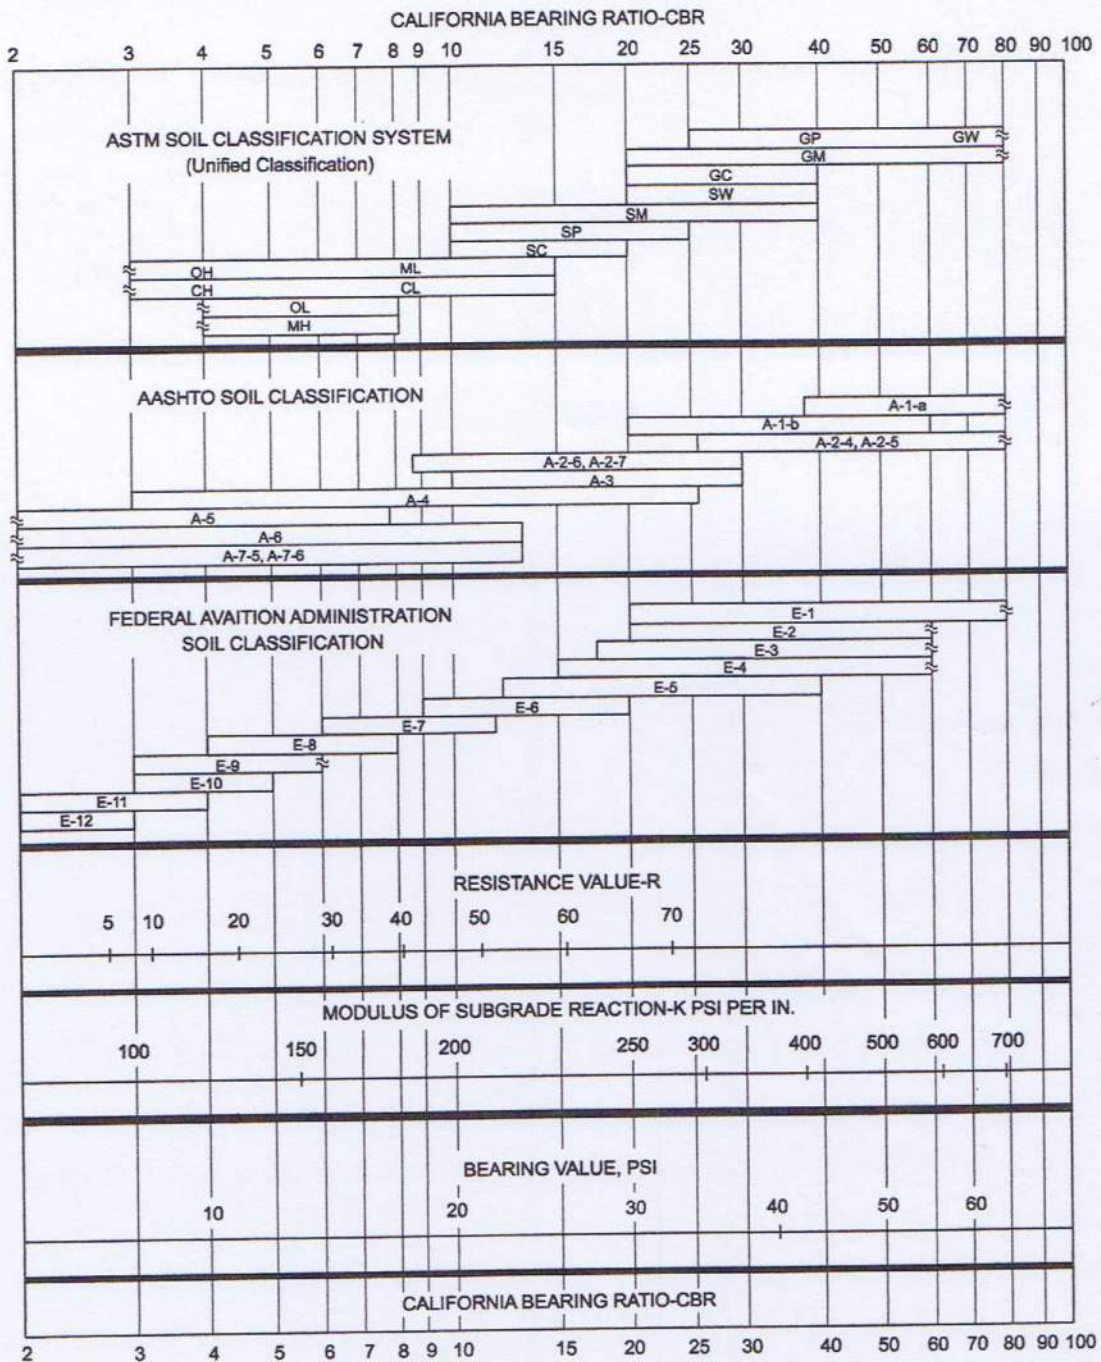 CALIFORNIA BEARING RATIO-CBR
2 3 4 5 6 7 8 9 10 15 20 25 30 40 50 60 70 80 90 100
ASTM SOIL CLASSIFICATION SYSTEM
(Unified Classification)
GP GW
GM
GC
SW
SM
SP
SC
OH ML
CH CL
OL
MH
AASHTO SOIL CLASSIFICATION
A-1-a
A-1-b
A-2-4, A-2-5
A-2-6, A-2-7
A-3
A-4
A-5
A-6
A-7-5, A-7-6
FEDERAL AVAITION ADMINISTRATION
SOIL CLASSIFICATION
E-1
E-2
E-3
E-4
E-5
E-6
E-7
E-8
E-9
E-10
E-11
E-12
RESISTANCE VALUE-R
5 10 20 30 40 50 60 70
MODULUS OF SUBGRADE REACTION-K PSI PER IN.
100 150 200 250 300 400 500 600 700
BEARING VALUE, PSI
10 20 30 40 50 60
CALIFORNIA BEARING RATIO-CBR
2 3 4 5 6 7 8 9 10 15 20 25 30 40 50 60 70 80 90 100